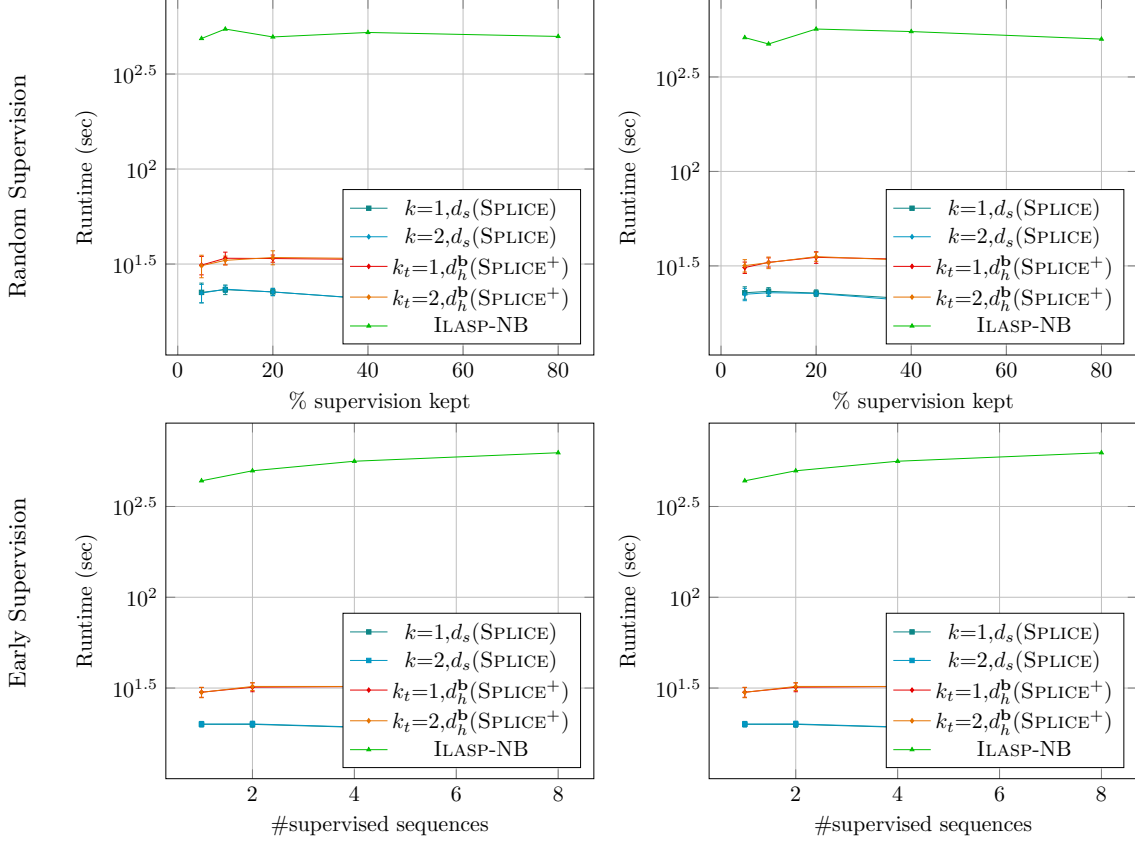 Random Supervision
Runtime (sec)
10^2.5
10^2
10^1.5
k=1,d_s(SPLICE)
k=2,d_s(SPLICE)
k_t=1,d_h^b(SPLICE^+)
k_t=2,d_h^b(SPLICE^+)
ILASP-NB
0 20 40 60 80
% supervision kept
Runtime (sec)
10^2.5
10^2
10^1.5
k=1,d_s(SPLICE)
k=2,d_s(SPLICE)
k_t=1,d_h^b(SPLICE^+)
k_t=2,d_h^b(SPLICE^+)
ILASP-NB
0 20 40 60 80
% supervision kept
Early Supervision
Runtime (sec)
10^2.5
10^2
10^1.5
k=1,d_s(SPLICE)
k=2,d_s(SPLICE)
k_t=1,d_h^b(SPLICE^+)
k_t=2,d_h^b(SPLICE^+)
ILASP-NB
2 4 6 8
#supervised sequences
Runtime (sec)
10^2.5
10^2
10^1.5
k=1,d_s(SPLICE)
k=2,d_s(SPLICE)
k_t=1,d_h^b(SPLICE^+)
k_t=2,d_h^b(SPLICE^+)
ILASP-NB
2 4 6 8
#supervised sequences